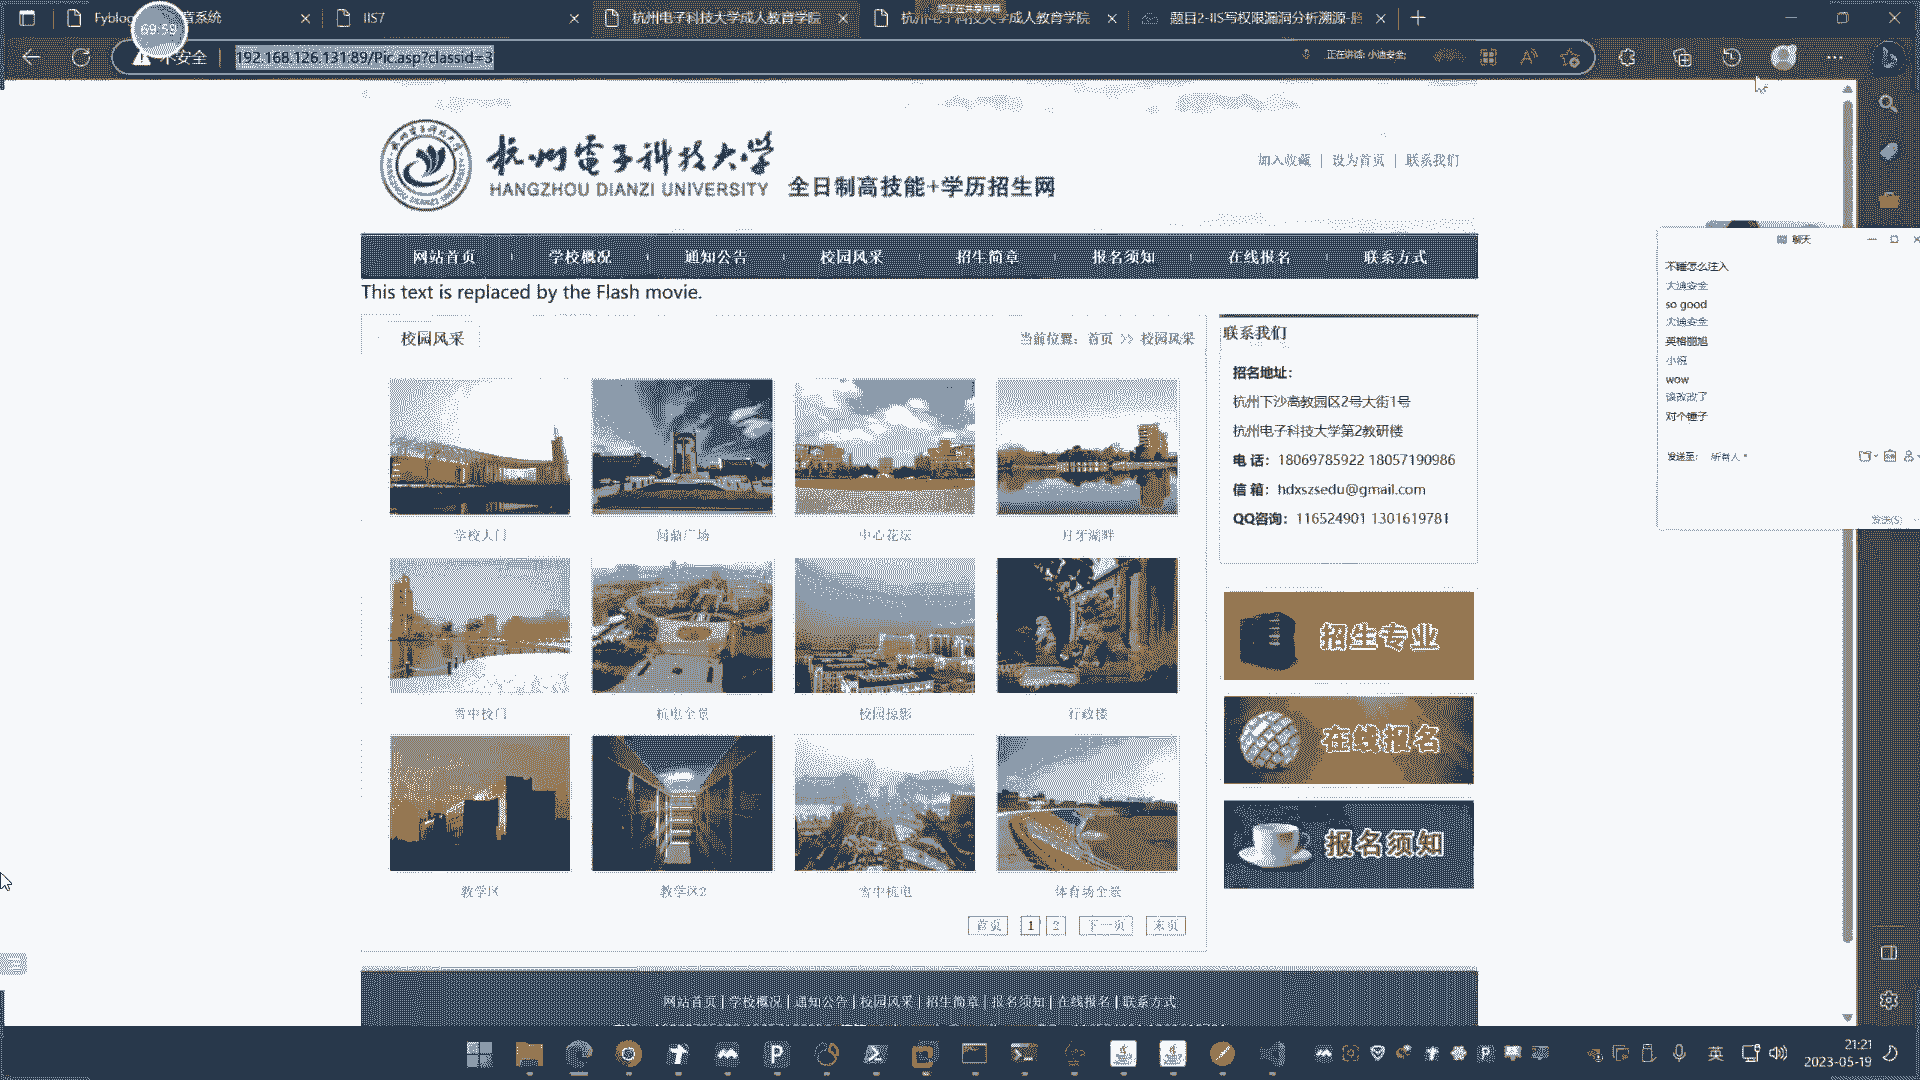 Fyblog
音系统
IIS7
杭州电子科技大学成人教育学院
杭州电子科技大学成人教育学院
题目2-IIS写权限漏洞分析溯源-
69:59
不安全
192.168.126.131:89/Pic.asp?classid=3
正在讲话: 小迪安全;
杭州電子科技大学
HANGZHOU DIANZI UNIVERSITY
全日制高技能+学历招生网
加入收藏 | 设为首页 | 联系我们
网站首页 学校概况 通知公告 校园风采 招生简章 报名须知 在线报名 联系方式
This text is replaced by the Flash movie.
校园风采
当前位置：首页 >> 校园风采
学校大门
问鼎广场
中心花坛
月牙湖畔
雪中校门
杭电全景
校园掠影
行政楼
教学区
教学区2
雪中杭电
体育场全景
首页 1 2 下一页 末页
联系我们
招名地址：
杭州下沙高教园区2号大街1号
杭州电子科技大学第2教研楼
电 话：18069785922 18057190986
信 箱：hdxszsedu@gmail.com
QQ咨询：116524901 1301619781
招生专业
在线报名
报名须知
聊天
不睡怎么注入
大通安全
so good
大通安全
wow
该改改了
对个锤子
发送至： 所有人
发送(S)
网站首页 | 学校概况 | 通知公告 | 校园风采 | 招生简章 | 报名须知 | 在线报名 | 联系方式
英
21:21
2023-05-19